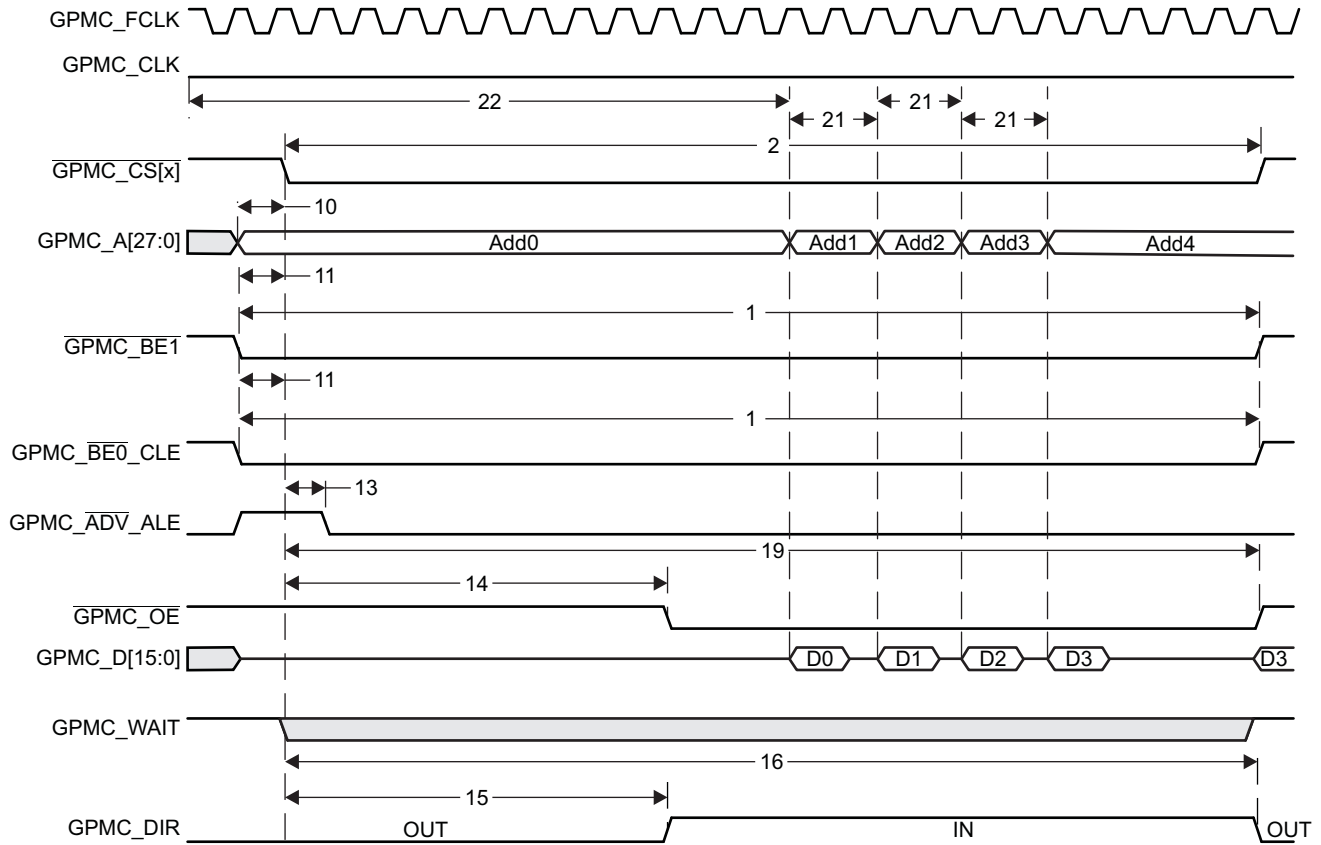 GPMC_FCLK
GPMC_CLK
22
21
21
21
2
GPMC_CS[x]
10
GPMC_A[27:0]
Add0
Add1
Add2
Add3
Add4
11
1
GPMC_BE1
11
1
GPMC_BE0_CLE
13
GPMC_ADV_ALE
19
14
GPMC_OE
GPMC_D[15:0]
D0
D1
D2
D3
D3
GPMC_WAIT
16
15
GPMC_DIR
OUT
IN
OUT